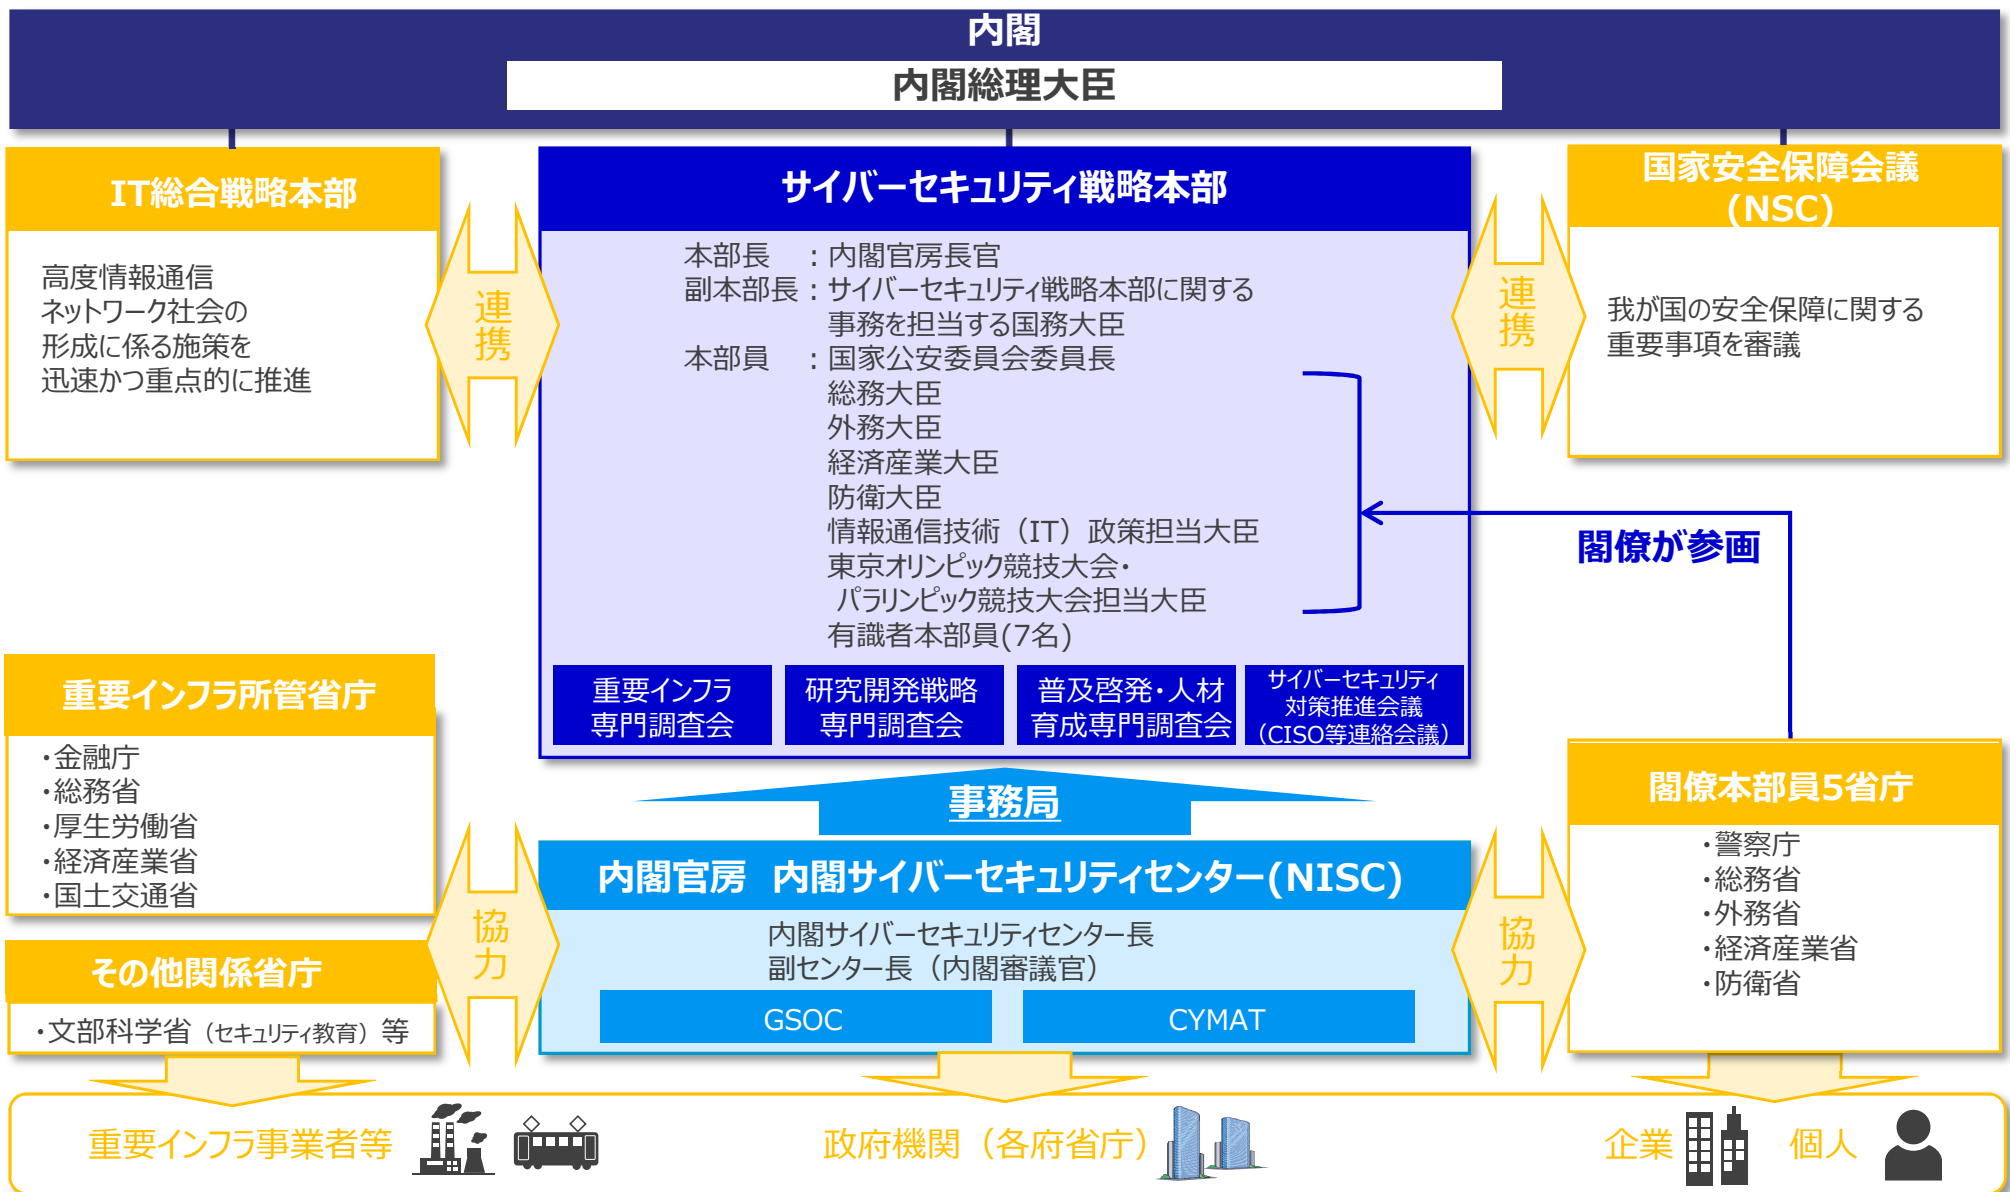 内閣
内閣総理大臣
IT総合戦略本部
高度情報通信
ネットワーク社会の
形成に係る施策を
迅速かつ重点的に推進
連携
サイバーセキュリティ戦略本部
本部長　：内閣官房長官
副本部長：サイバーセキュリティ戦略本部に関する
事務を担当する国務大臣
本部員　：国家公安委員会委員長
総務大臣
外務大臣
経済産業大臣
防衛大臣
情報通信技術（IT）政策担当大臣
東京オリンピック競技大会・
パラリンピック競技大会担当大臣
有識者本部員(7名)
重要インフラ
専門調査会
研究開発戦略
専門調査会
普及啓発・人材
育成専門調査会
サイバーセキュリティ
対策推進会議
（CISO等連絡会議）
連携
国家安全保障会議
(NSC)
我が国の安全保障に関する
重要事項を審議
閣僚が参画
重要インフラ所管省庁
・金融庁
・総務省
・厚生労働省
・経済産業省
・国土交通省
その他関係省庁
・文部科学省（セキュリティ教育）等
協力
事務局
内閣官房 内閣サイバーセキュリティセンター(NISC)
内閣サイバーセキュリティセンター長
副センター長（内閣審議官）
GSOC
CYMAT
協力
閣僚本部員5省庁
・警察庁
・総務省
・外務省
・経済産業省
・防衛省
重要インフラ事業者等
政府機関（各府省庁）
企業
個人